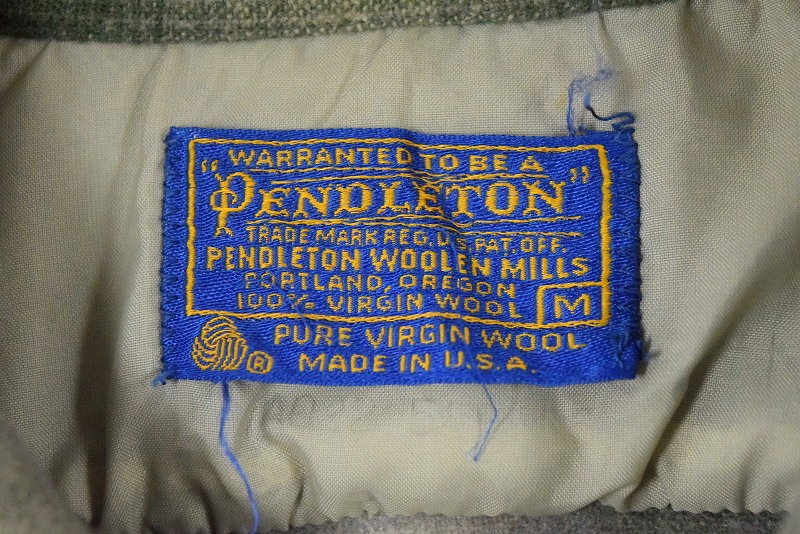 WARRANTED TO BE A
"PENDLETON"
TRADE MARK REG. U.S. PAT. OFF.
PENDLETON WOOLEN MILLS
PORTLAND, OREGON
100% VIRGIN WOOL M
PURE VIRGIN WOOL
® MADE IN U.S.A.